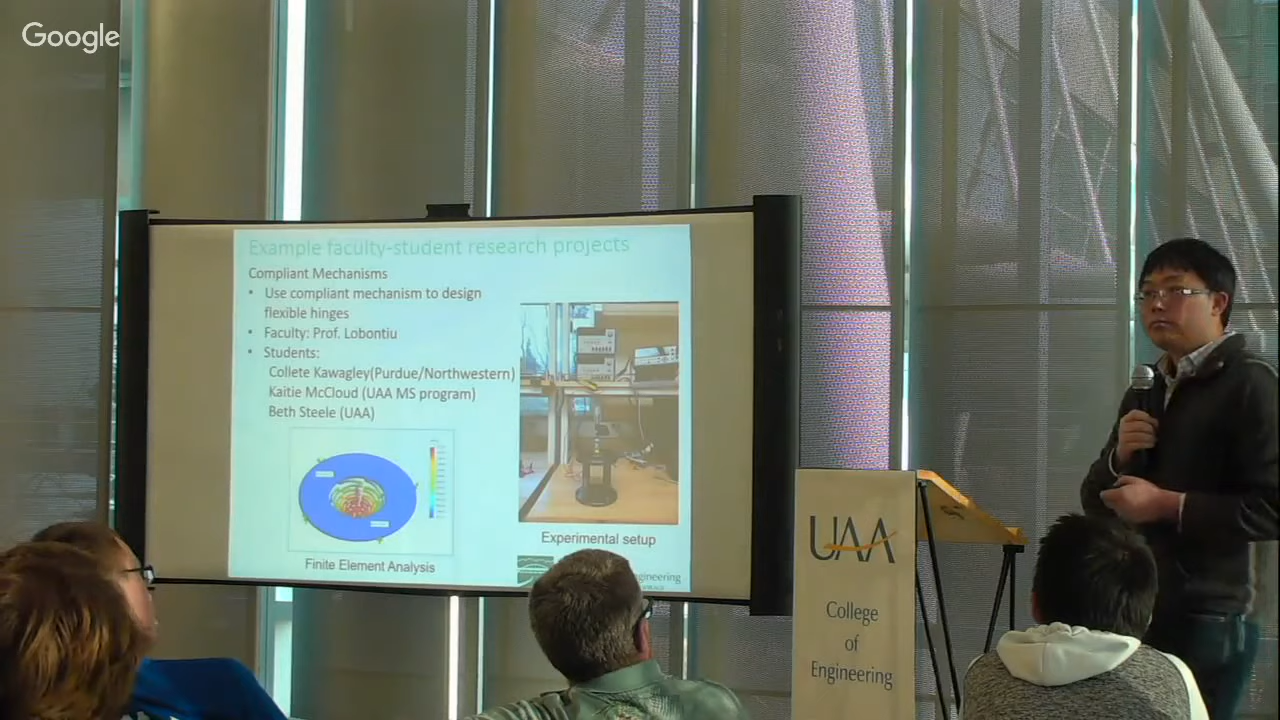 Google
Example faculty-student research projects
Compliant Mechanisms
• Use compliant mechanism to design
flexible hinges
• Faculty: Prof. Lobontiu
• Students:
Collete Kawagley(Purdue/Northwestern)
Kaitie McCloud (UAA MS program)
Beth Steele (UAA)
Experimental setup
Finite Element Analysis
ngineering
UAA
College
of
Engineering